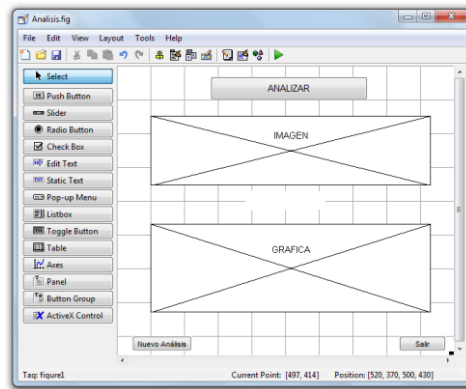 Analisis.fig
File Edit View Layout Tools Help
Select
Push Button
Slider
Radio Button
Check Box
Edit Text
Static Text
Pop-up Menu
Listbox
Toggle Button
Table
Axes
Panel
Button Group
ActiveX Control
ANALIZAR
IMAGEN
GRAFICA
Nuevo Análisis
Salir
Tag: figure1 Current Point: [497, 414] Position: [520, 370, 500, 430]